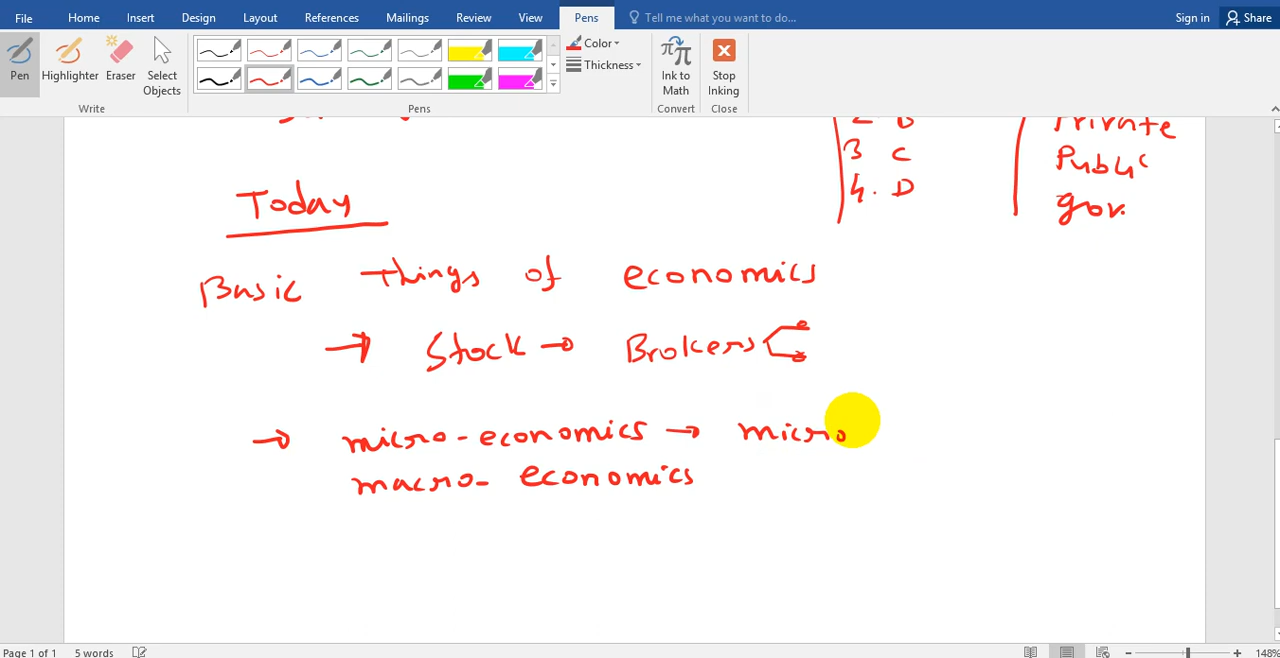 File Home Insert Design Layout References Mailings Review View Pens Tell me what you want to do... Sign in Share
Pen Highlighter Eraser Select Objects
Color
Thickness
Ink to Math
Stop Inking
Write Pens Convert Close
2 B Private
3 C Public
4. D gov.
Today
Basic Things of economics
→ Stock → Brokers
→ micro-economics → micro
macro- economics
Page 1 of 1 5 words 148%